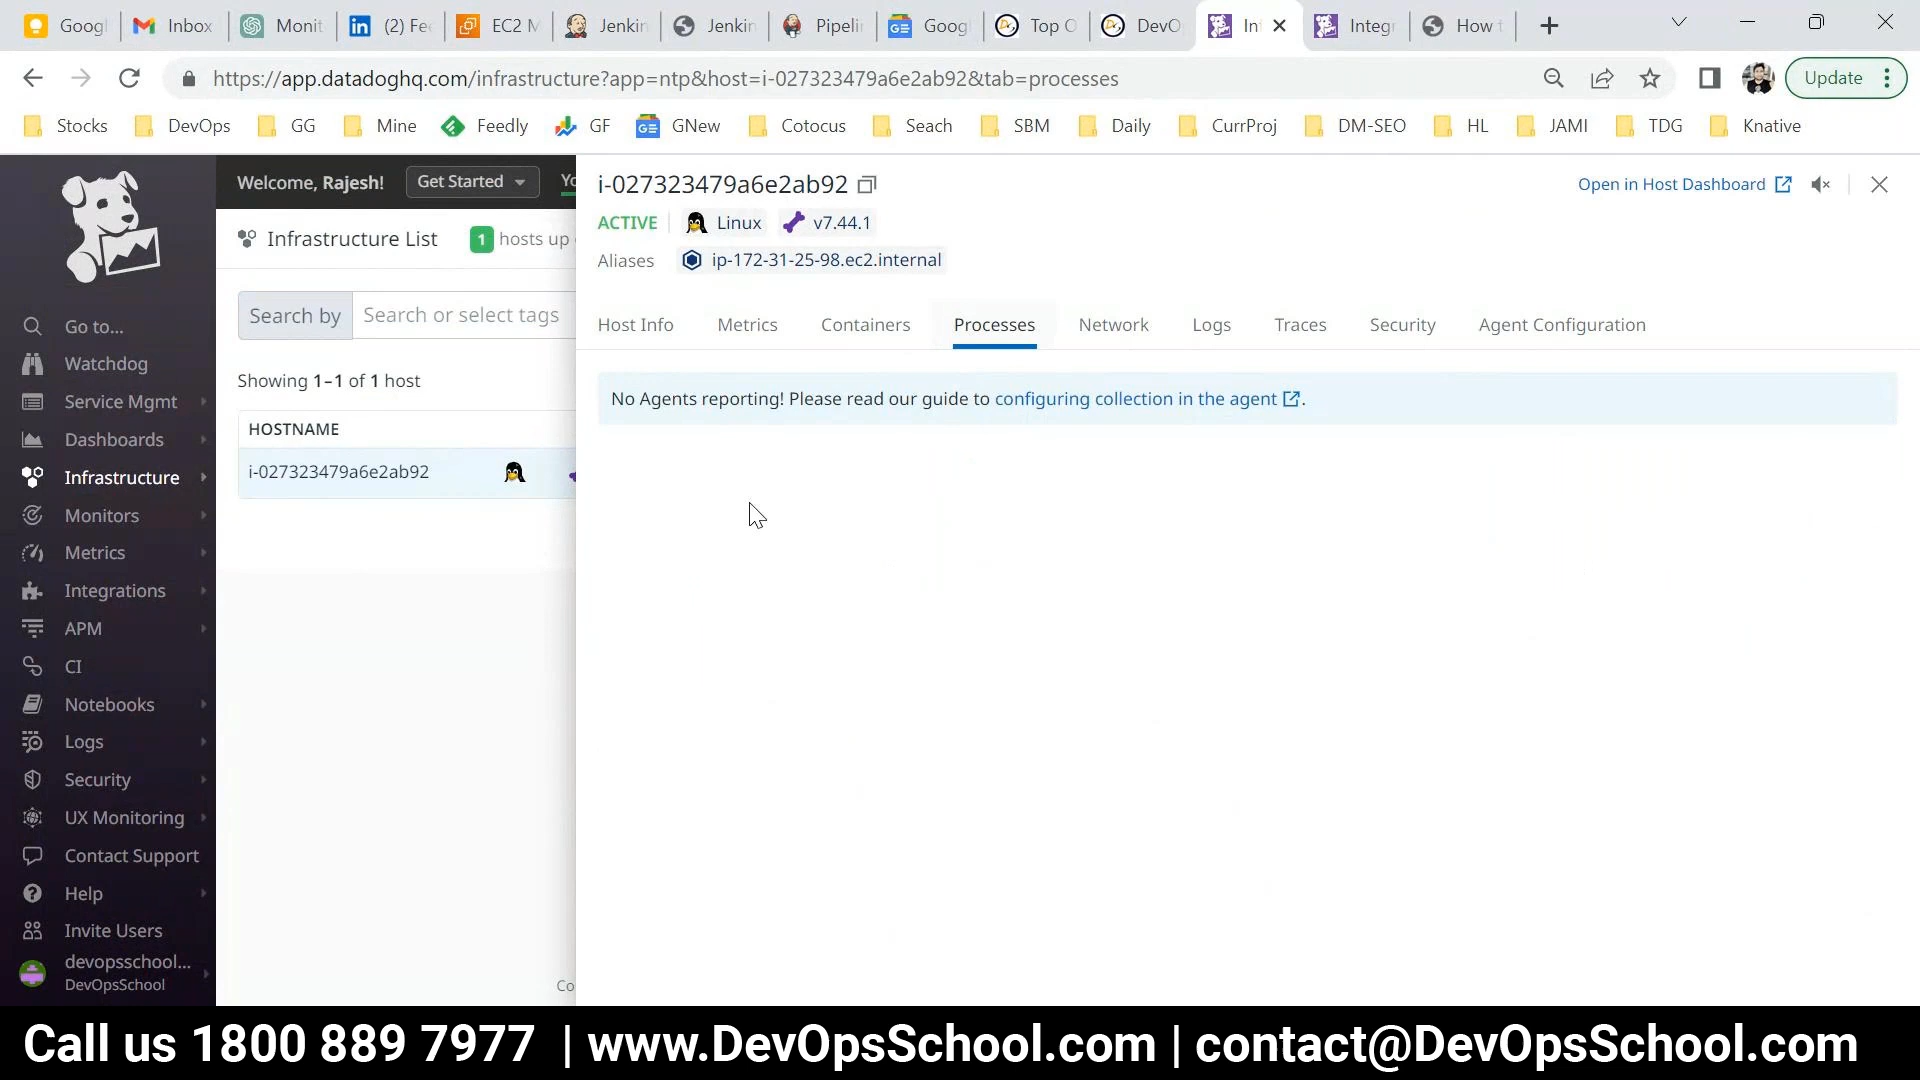 Googl
Inbox
Monit
(2) Fe
EC2 M
Jenkin
Jenkin
Pipeli
Goog
Top O
DevO
In
Integr
How t
https://app.datadoghq.com/infrastructure?app=ntp&host=i-027323479a6e2ab92&tab=processes
Update
Stocks
DevOps
GG
Mine
Feedly
GF
GNew
Cotocus
Seach
SBM
Daily
CurrProj
DM-SEO
HL
JAMI
TDG
Knative
Go to...
Watchdog
Service Mgmt
Dashboards
Infrastructure
Monitors
Metrics
Integrations
APM
CI
Notebooks
Logs
Security
UX Monitoring
Contact Support
Help
Invite Users
devopsschool...
DevOpsSchool
Welcome, Rajesh!
Get Started
Yo
Infrastructure List
1 hosts up
Search by
Search or select tags
Showing 1–1 of 1 host
HOSTNAME
i-027323479a6e2ab92
Co
i-027323479a6e2ab92
Open in Host Dashboard
ACTIVE
Linux
v7.44.1
Aliases
ip-172-31-25-98.ec2.internal
Host Info
Metrics
Containers
Processes
Network
Logs
Traces
Security
Agent Configuration
No Agents reporting! Please read our guide to configuring collection in the agent .
Call us 1800 889 7977 | www.DevOpsSchool.com | contact@DevOpsSchool.com